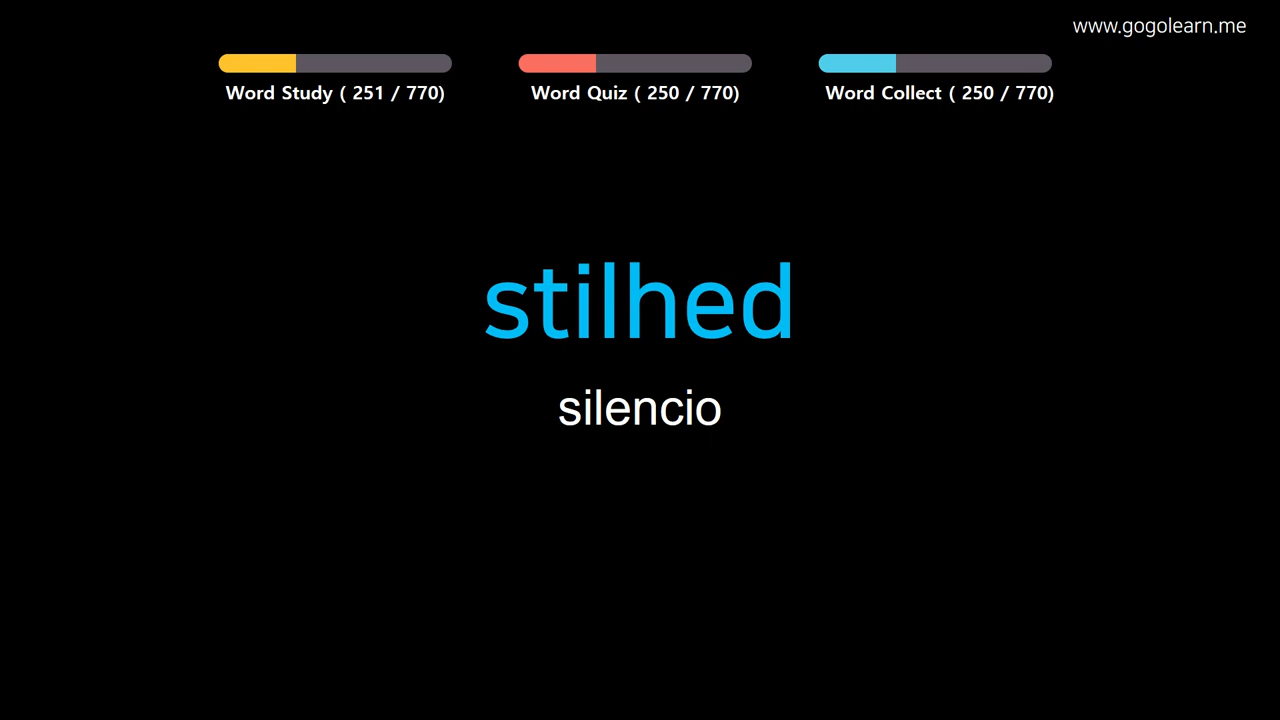 www.gogolearn.me
Word Study ( 251 / 770)
Word Quiz ( 250 / 770)
Word Collect ( 250 / 770)
stilhed
silencio